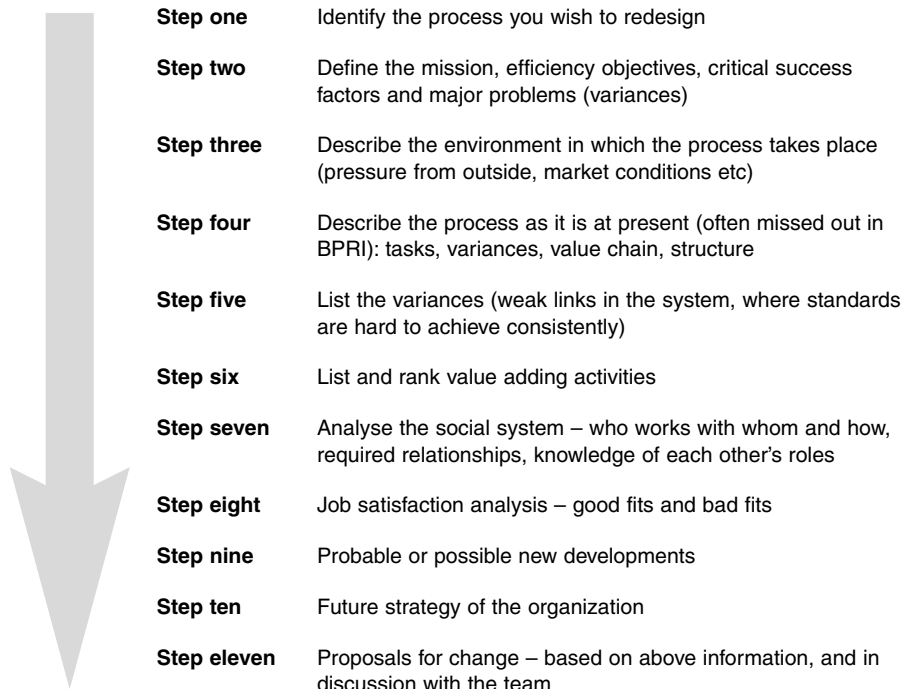 Step one Identify the process you wish to redesign
Step two Define the mission, efficiency objectives, critical success
factors and major problems (variances)
Step three Describe the environment in which the process takes place
(pressure from outside, market conditions etc)
Step four Describe the process as it is at present (often missed out in
BPRI): tasks, variances, value chain, structure
Step five List the variances (weak links in the system, where standards
are hard to achieve consistently)
Step six List and rank value adding activities
Step seven Analyse the social system – who works with whom and how,
required relationships, knowledge of each other's roles
Step eight Job satisfaction analysis – good fits and bad fits
Step nine Probable or possible new developments
Step ten Future strategy of the organization
Step eleven Proposals for change – based on above information, and in
discussion with the team